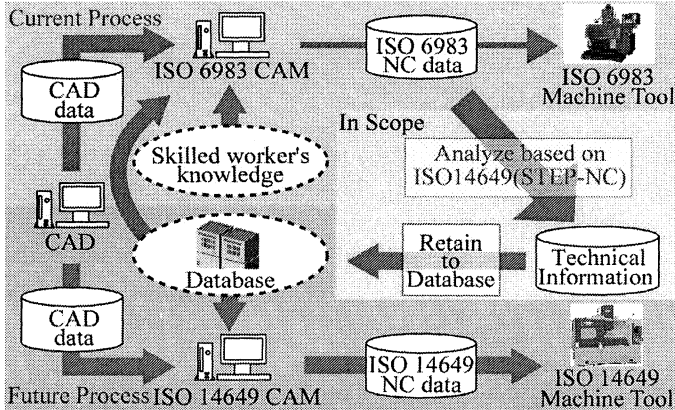 Current Process
CAD
data
ISO 6983 CAM
ISO 6983
NC data
ISO 6983
Machine Tool
In Scope
Skilled worker's
knowledge
Analyze based on
ISO14649(STEP-NC)
CAD
Database
Retain
to
Database
Technical
Information
CAD
data
Future Process
ISO 14649 CAM
ISO 14649
NC data
ISO 14649
Machine Tool